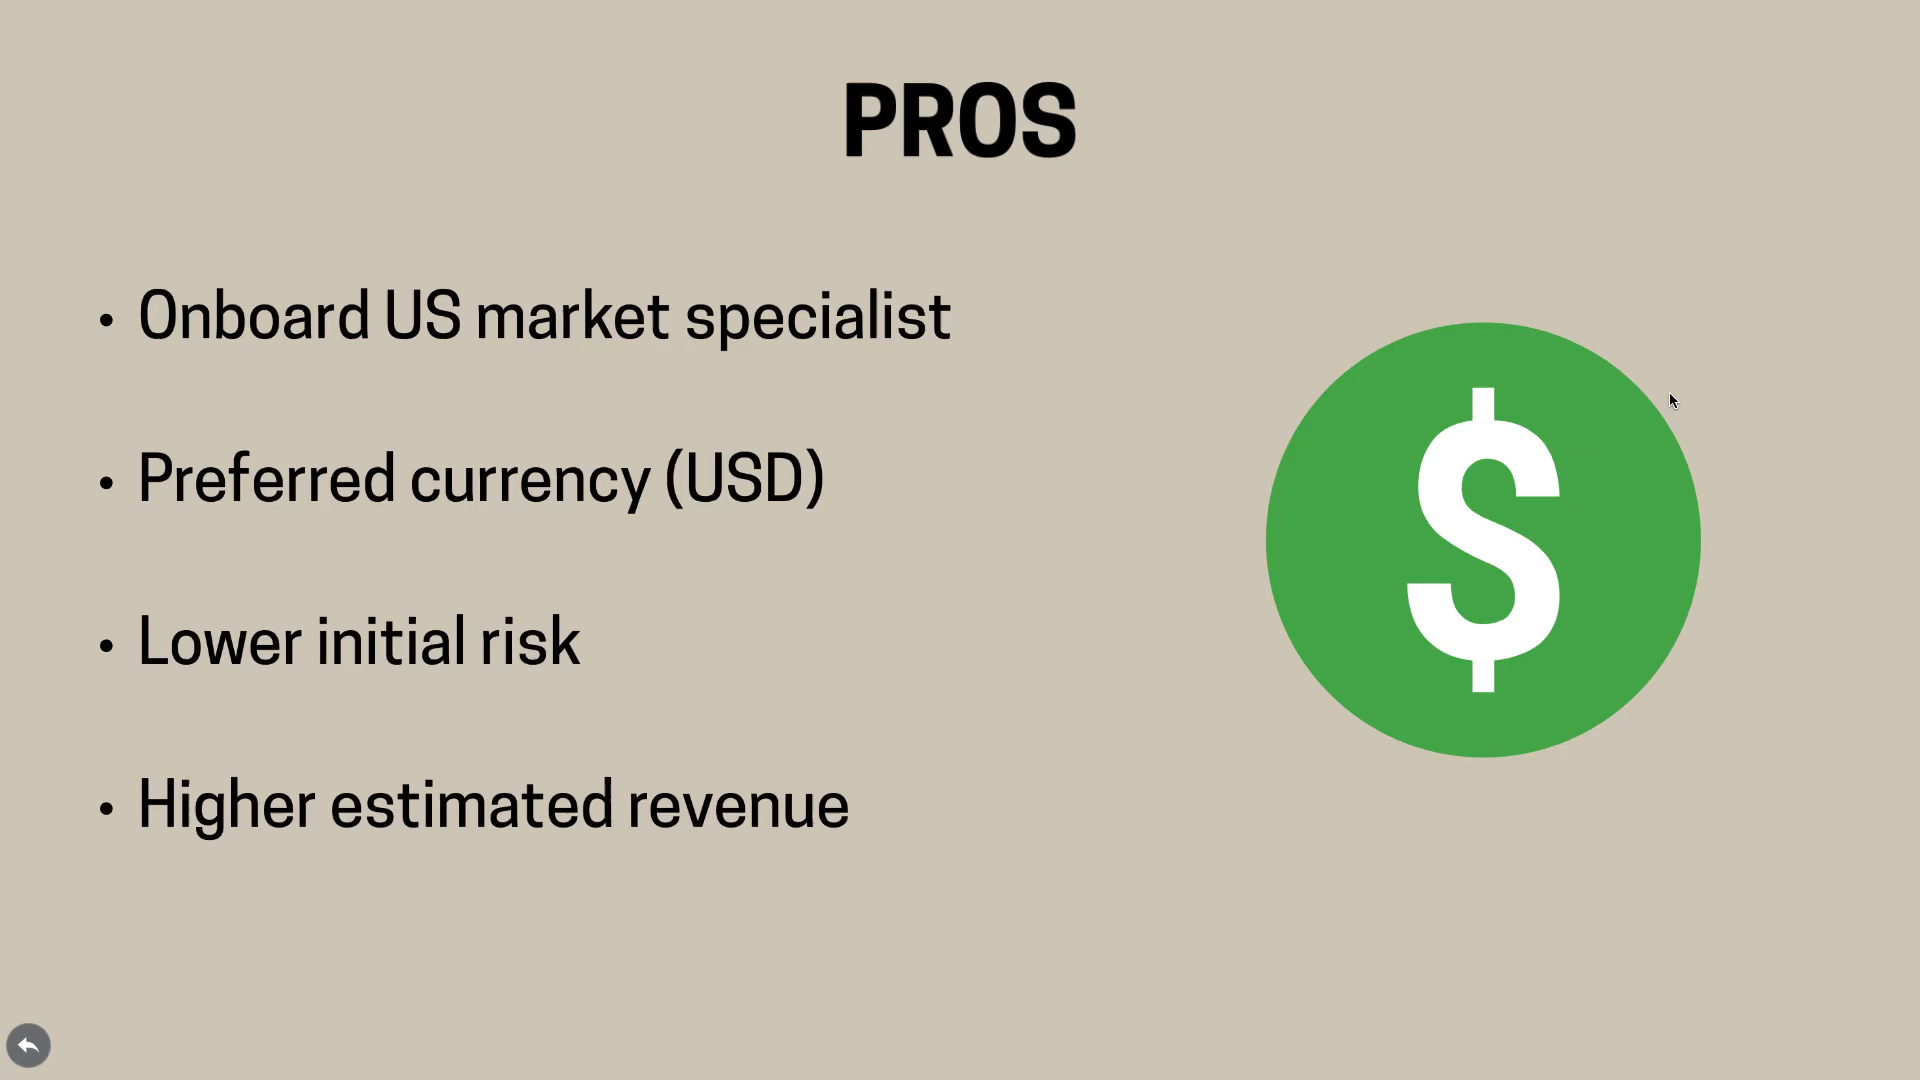 PROS
• Onboard US market specialist
• Preferred currency (USD)
• Lower initial risk
• Higher estimated revenue
$